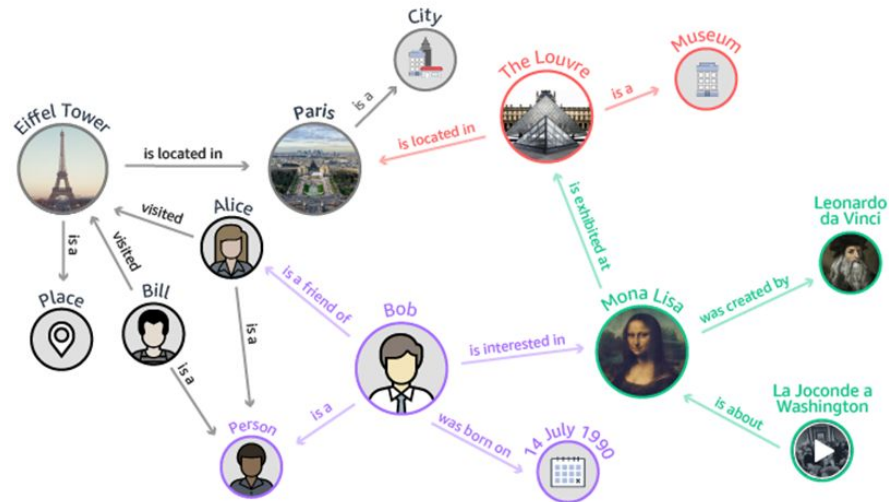 City
is a
Museum
The Louvre
is a
Eiffel Tower
Paris
is located in
is located in
visited
Alice
is exhibited at
Leonardo
da Vinci
is a
visited
Place
Bill
is a friend of
Bob
is a
is interested in
Mona Lisa
was created by
is a
is a
Person
was born on
14 July 1990
is about
La Joconde a
Washington